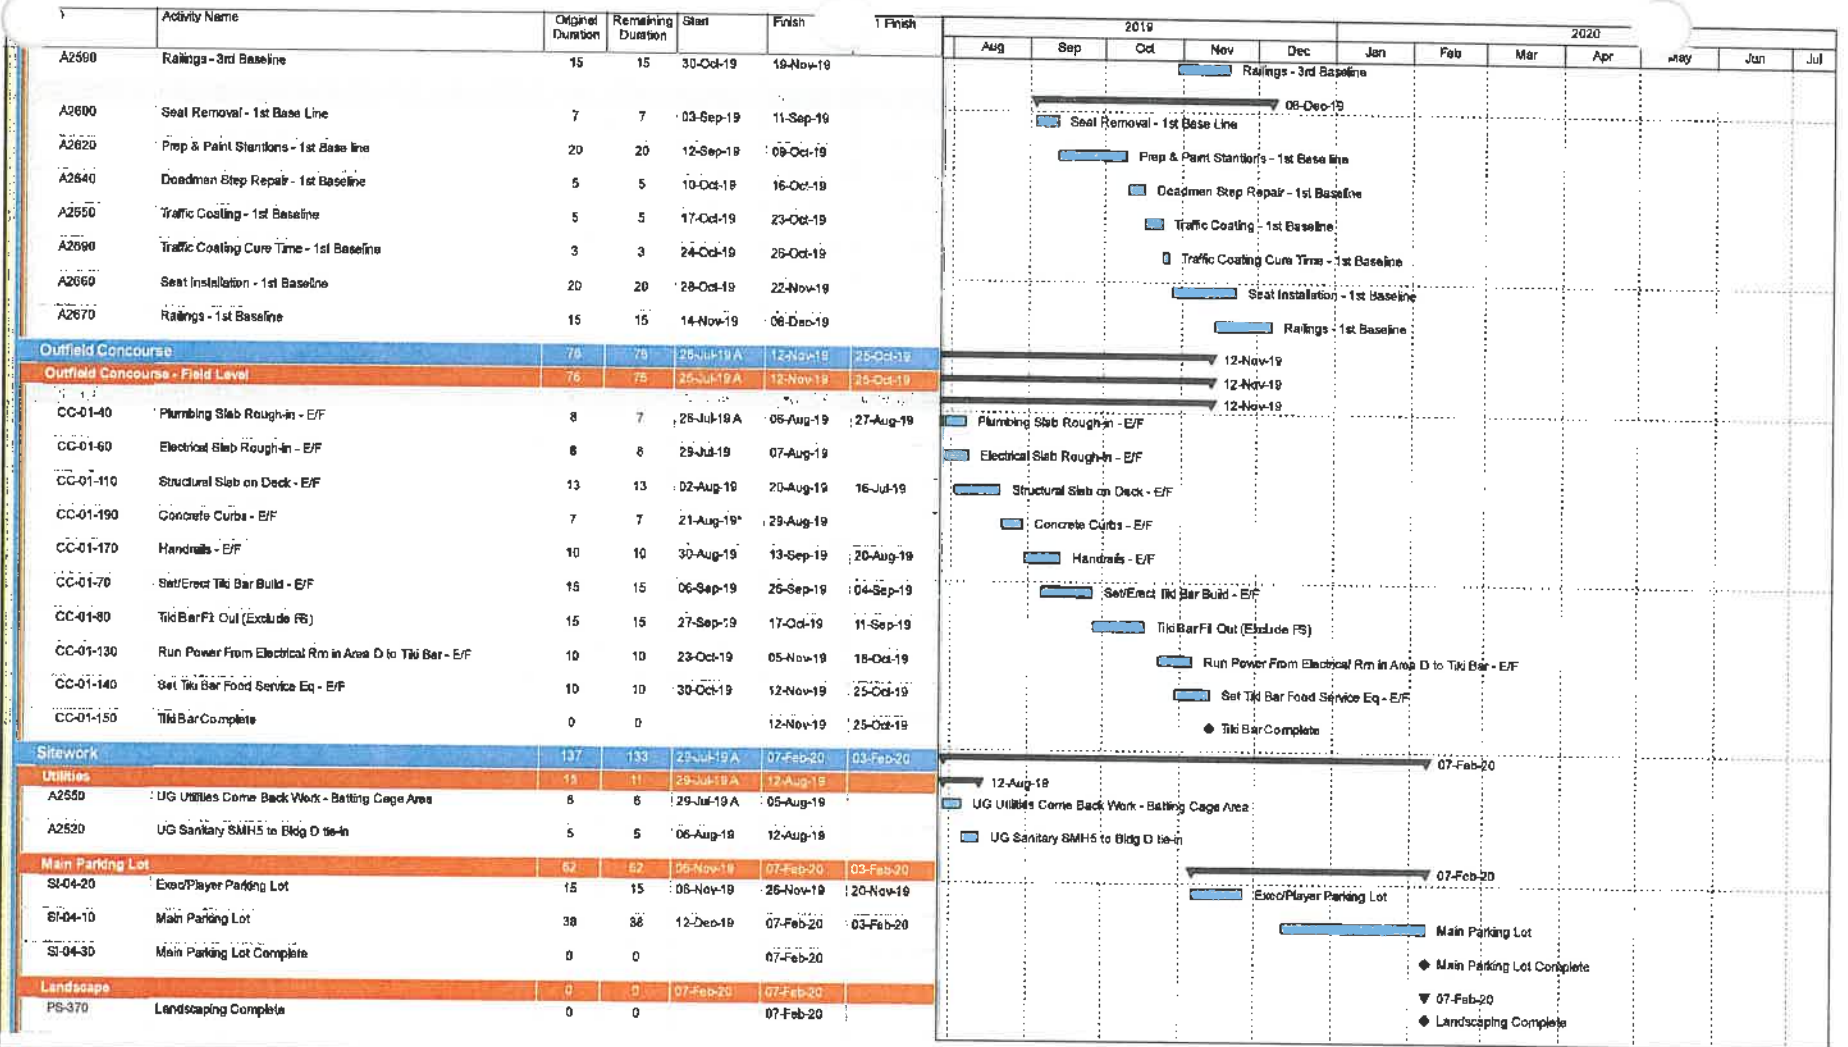 Activity Name Original Duration Remaining Duration Start Finish 1 Finish
2019 2020
Aug Sep Oct Nov Dec Jan Feb Mar Apr May Jun Jul
A2590 Railings - 3rd Baseline 15 15 30-Oct-19 19-Nov-19 Railings - 3rd Baseline
06-Dec-19
A2600 Seat Removal - 1st Base Line 7 7 03-Sep-19 11-Sep-19 Seat Removal - 1st Base Line
A2620 Prep & Paint Stantions - 1st Base line 20 20 12-Sep-19 09-Oct-19 Prep & Paint Stantions - 1st Base line
A2640 Deadmen Step Repair - 1st Baseline 5 5 10-Oct-19 16-Oct-19 Deadmen Step Repair - 1st Baseline
A2650 Traffic Coating - 1st Baseline 5 5 17-Oct-19 23-Oct-19 Traffic Coating - 1st Baseline
A2690 Traffic Coating Cure Time - 1st Baseline 3 3 24-Oct-19 26-Oct-19 Traffic Coating Cure Time - 1st Baseline
A2660 Seat Installation - 1st Baseline 20 20 28-Oct-19 22-Nov-19 Seat Installation - 1st Baseline
A2670 Railings - 1st Baseline 15 15 14-Nov-19 06-Dec-19 Railings - 1st Baseline
Outfield Concourse 76 75 26-Jul-19 A 12-Nov-19 25-Oct-19 12-Nov-19
Outfield Concourse - Field Level 76 75 26-Jul-19 A 12-Nov-19 25-Oct-19 12-Nov-19
12-Nov-19
CC-01-40 Plumbing Slab Rough-in - E/F 8 7 26-Jul-19 A 06-Aug-19 27-Aug-19 Plumbing Slab Rough-in - E/F
CC-01-60 Electrical Slab Rough-in - E/F 8 8 29-Jul-19 07-Aug-19 Electrical Slab Rough-in - E/F
CC-01-110 Structural Slab on Deck - E/F 13 13 02-Aug-19 20-Aug-19 16-Jul-19 Structural Slab on Deck - E/F
CC-01-190 Concrete Curbs - E/F 7 7 21-Aug-19* 29-Aug-19 Concrete Curbs - E/F
CC-01-170 Handrails - E/F 10 10 30-Aug-19 13-Sep-19 20-Aug-19 Handrails - E/F
CC-01-70 Set/Erect Tiki Bar Build - E/F 15 15 06-Sep-19 26-Sep-19 04-Sep-19 Set/Erect Tiki Bar Build - E/F
CC-01-80 Tiki Bar Fit Out (Exclude FS) 15 15 27-Sep-19 17-Oct-19 11-Sep-19 Tiki Bar Fit Out (Exclude FS)
CC-01-130 Run Power From Electrical Rm in Area D to Tiki Bar - E/F 10 10 23-Oct-19 05-Nov-19 18-Oct-19 Run Power From Electrical Rm in Area D to Tiki Bar - E/F
CC-01-140 Set Tiki Bar Food Service Eq - E/F 10 10 30-Oct-19 12-Nov-19 25-Oct-19 Set Tiki Bar Food Service Eq - E/F
CC-01-150 Tiki Bar Complete 0 0 12-Nov-19 25-Oct-19 Tiki Bar Complete
Sitework 137 133 29-Jul-19 A 07-Feb-20 03-Feb-20 07-Feb-20
Utilities 15 11 29-Jul-19 A 12-Aug-19 12-Aug-19
A2550 UG Utilities Come Back Work - Batting Cage Area 6 6 29-Jul-19 A 05-Aug-19 UG Utilities Come Back Work - Batting Cage Area
A2520 UG Sanitary SMH5 to Bldg D tie-in 5 5 06-Aug-19 12-Aug-19 UG Sanitary SMH5 to Bldg D tie-in
Main Parking Lot 62 62 06-Nov-19 07-Feb-20 03-Feb-20 07-Feb-20
SI-04-20 Exec/Player Parking Lot 15 15 06-Nov-19 26-Nov-19 20-Nov-19 Exec/Player Parking Lot
SI-04-10 Main Parking Lot 38 38 12-Dec-19 07-Feb-20 03-Feb-20 Main Parking Lot
SI-04-30 Main Parking Lot Complete 0 0 07-Feb-20 Main Parking Lot Complete
Landscape 0 0 07-Feb-20 07-Feb-20 07-Feb-20
PS-370 Landscaping Complete 0 0 07-Feb-20 Landscaping Complete